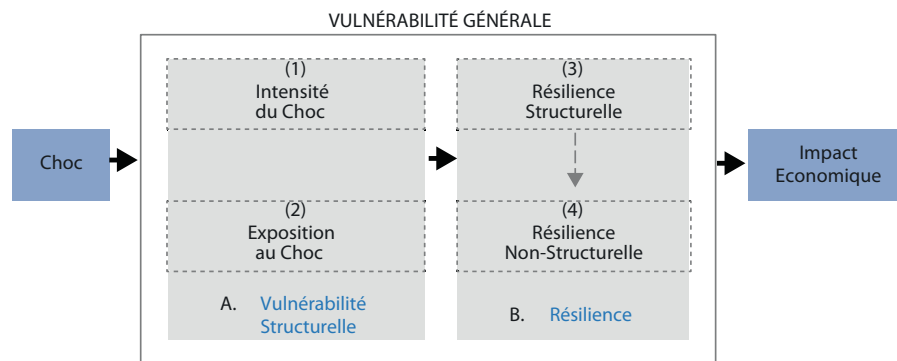 VULNÉRABILITÉ GÉNÉRALE
Choc
(1)
Intensité
du Choc
(2)
Exposition
au Choc
A. Vulnérabilité
Structurelle
(3)
Résilience
Structurelle
(4)
Résilience
Non-Structurelle
B. Résilience
Impact
Economique